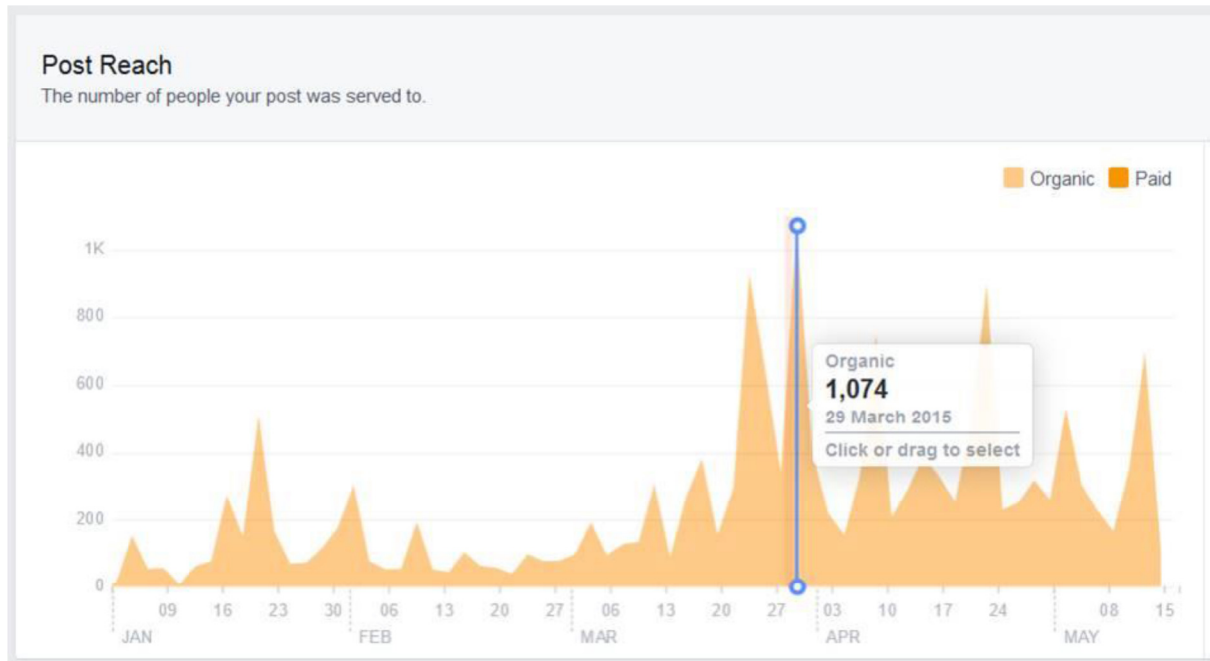 Post Reach
The number of people your post was served to.
Organic Paid
1K
800
600
400
200
0
Organic
1,074
29 March 2015
Click or drag to select
09 16 23 30 06 13 20 27 06 13 20 27 03 10 17 24 08 15
JAN FEB MAR APR MAY